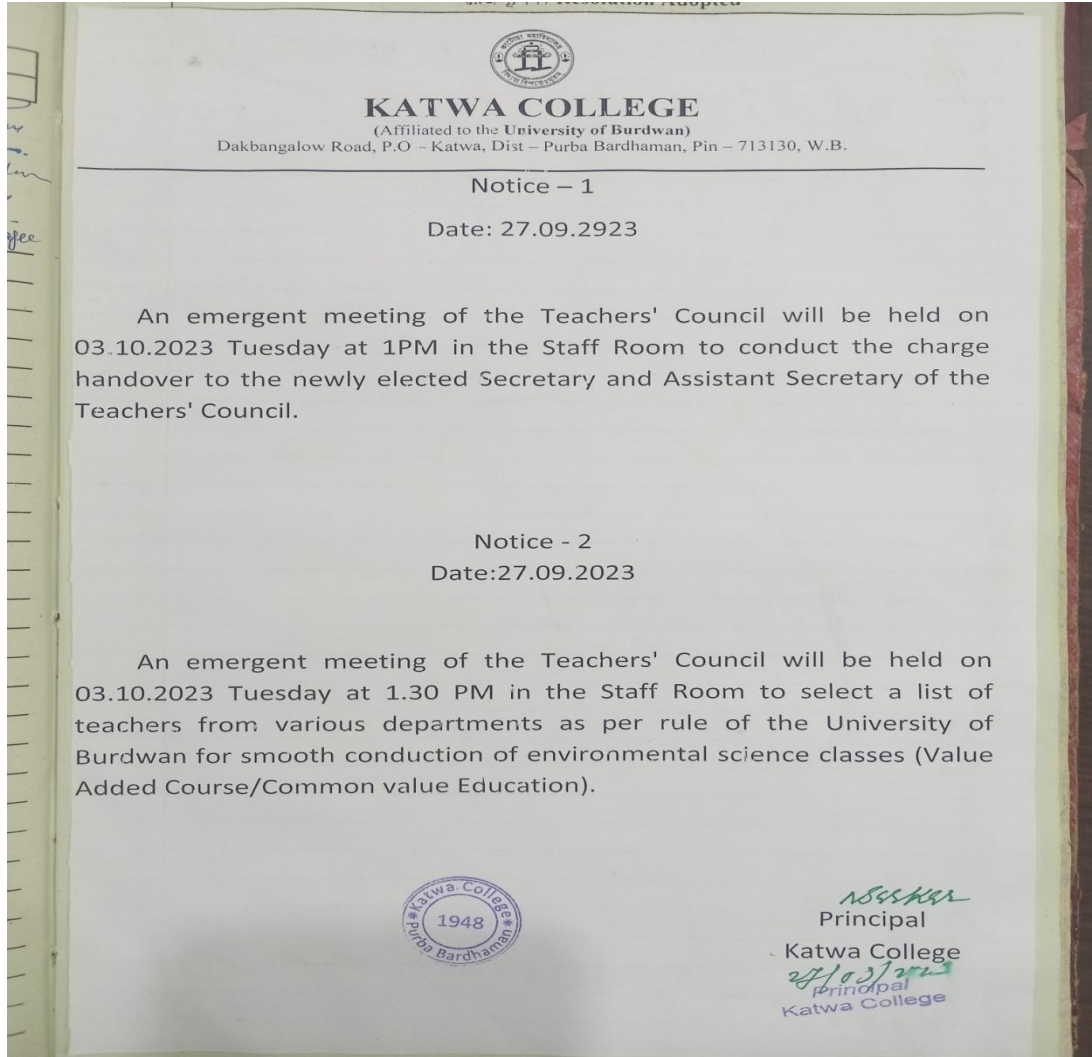 Resolution Adopted
KATWA COLLEGE
(Affiliated to the University of Burdwan)
Dakbangalow Road, P.O – Katwa, Dist – Purba Bardhaman, Pin – 713130, W.B.
Notice – 1
Date: 27.09.2923
An emergent meeting of the Teachers' Council will be held on
03.10.2023 Tuesday at 1PM in the Staff Room to conduct the charge
handover to the newly elected Secretary and Assistant Secretary of the
Teachers' Council.
Notice - 2
Date:27.09.2023
An emergent meeting of the Teachers' Council will be held on
03.10.2023 Tuesday at 1.30 PM in the Staff Room to select a list of
teachers from various departments as per rule of the University of
Burdwan for smooth conduction of environmental science classes (Value
Added Course/Common value Education).
Katwa College
1948
Purba Bardhaman
Principal
Katwa College
Principal
Katwa College